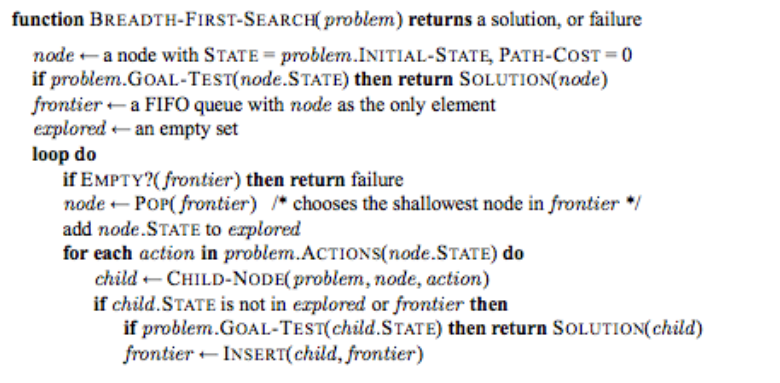 function BREADTH-FIRST-SEARCH(problem) returns a solution, or failure
node ← a node with STATE = problem.INITIAL-STATE, PATH-COST = 0
if problem.GOAL-TEST(node.STATE) then return SOLUTION(node)
frontier ← a FIFO queue with node as the only element
explored ← an empty set
loop do
if EMPTY?(frontier) then return failure
node ← POP(frontier) /* chooses the shallowest node in frontier */
add node.STATE to explored
for each action in problem.ACTIONS(node.STATE) do
child ← CHILD-NODE(problem, node, action)
if child.STATE is not in explored or frontier then
if problem.GOAL-TEST(child.STATE) then return SOLUTION(child)
frontier ← INSERT(child, frontier)